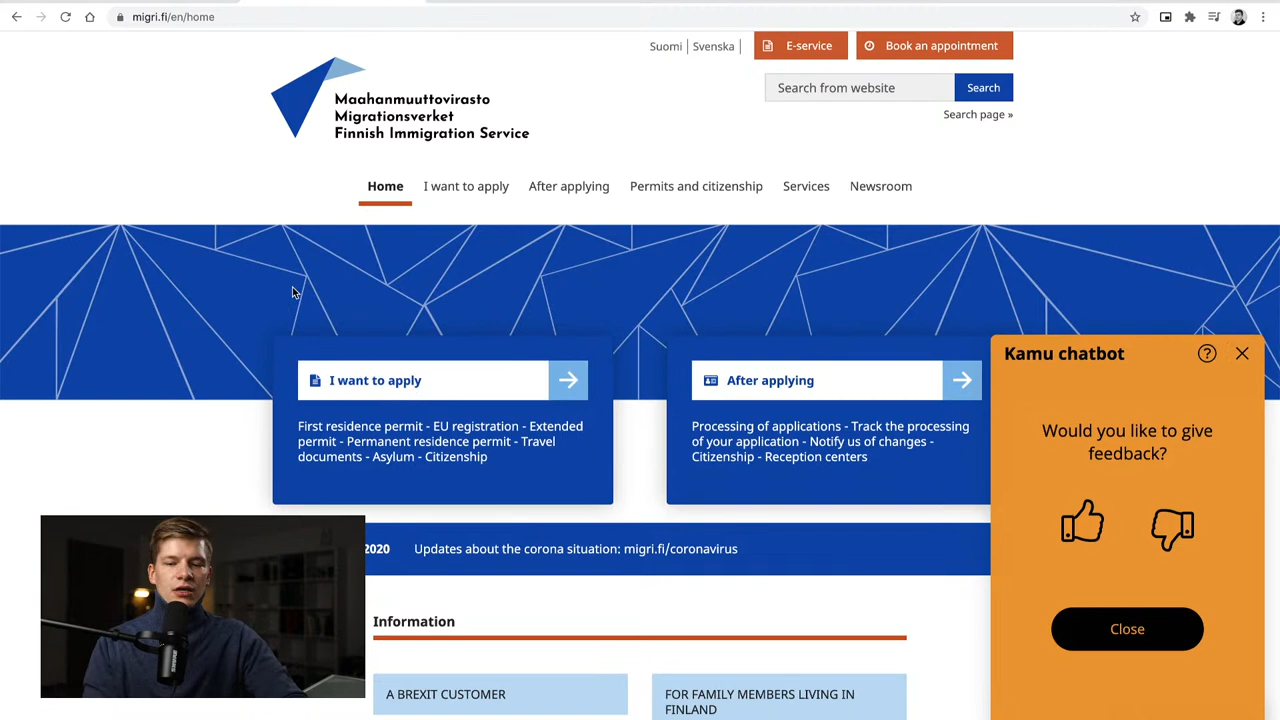 migri.fi/en/home
Suomi
Svenska
E-service
Book an appointment
Maahanmuuttovirasto
Migrationsverket
Finnish Immigration Service
Search from website
Search
Search page »
Home
I want to apply
After applying
Permits and citizenship
Services
Newsroom
I want to apply
First residence permit - EU registration - Extended
permit - Permanent residence permit - Travel
documents - Asylum - Citizenship
After applying
Processing of applications - Track the processing
of your application - Notify us of changes -
Citizenship - Reception centers
Kamu chatbot
?
Would you like to give
feedback?
Close
2020
Updates about the corona situation: migri.fi/coronavirus
Information
A BREXIT CUSTOMER
FOR FAMILY MEMBERS LIVING IN
FINLAND